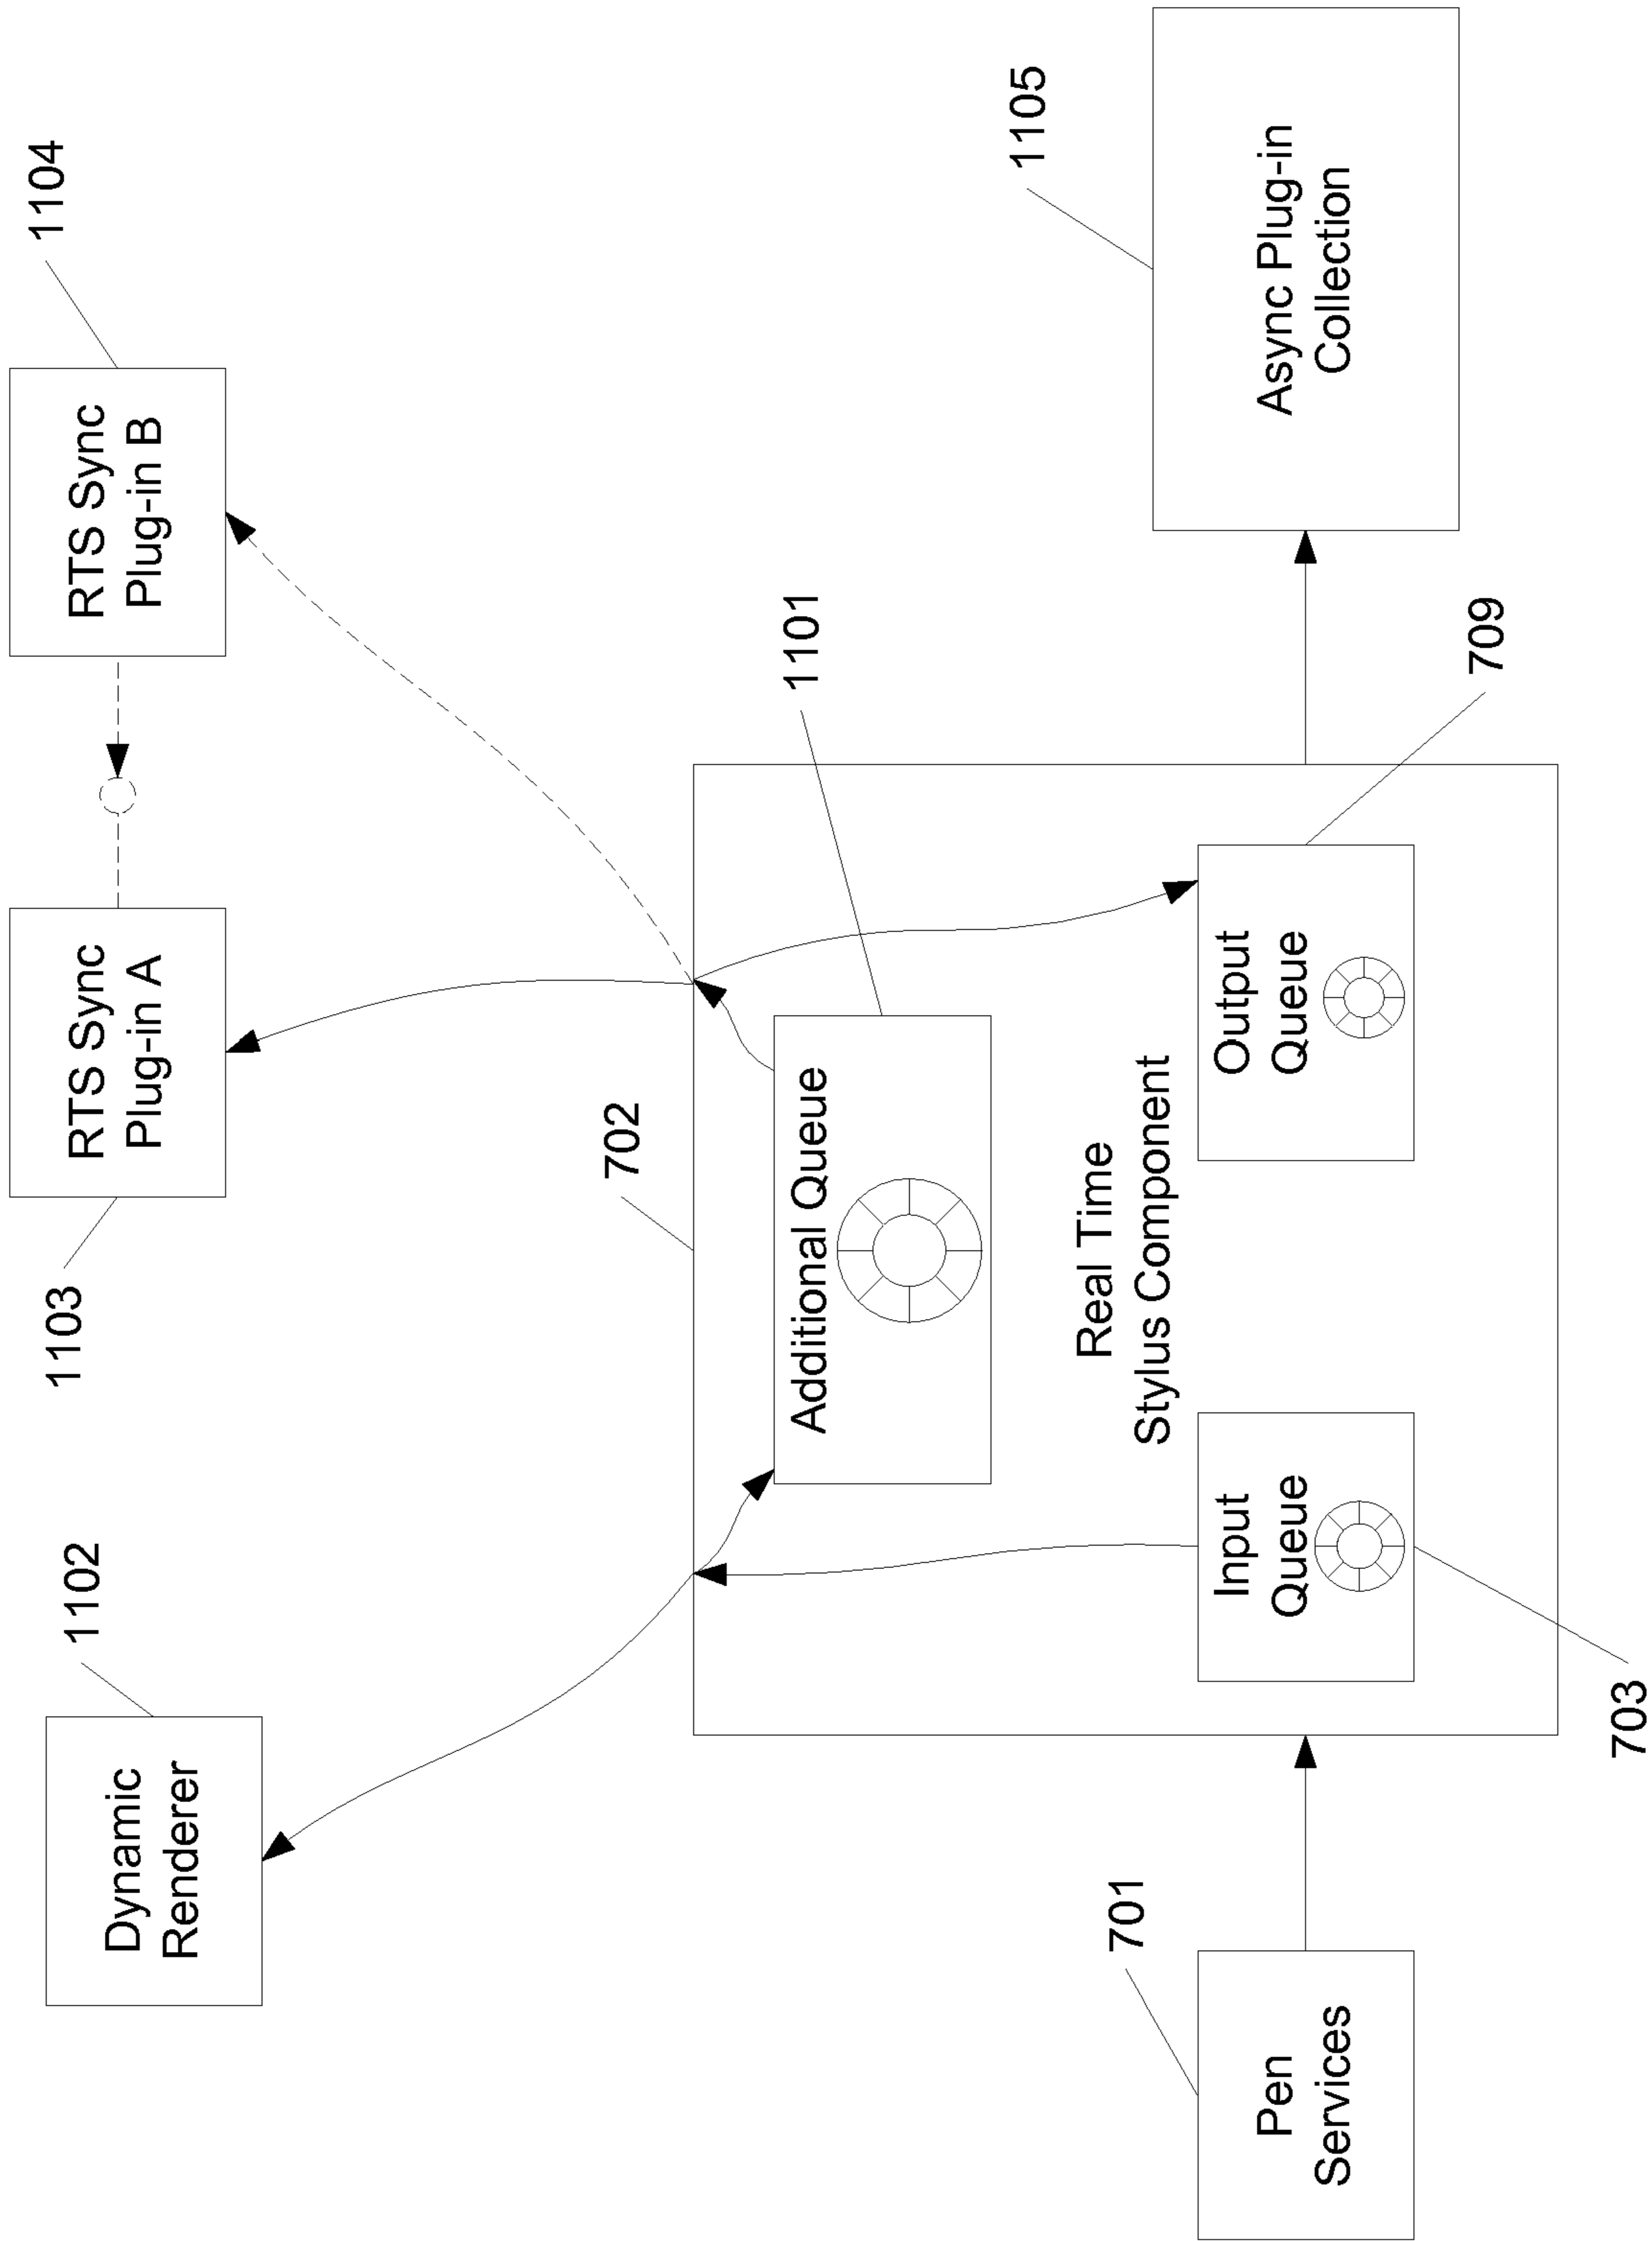 1102
Dynamic
Renderer
1103
RTS Sync
Plug-in A
1104
RTS Sync
Plug-in B
702
1101
Additional Queue
Real Time
Stylus Component
701
Pen
Services
Input
Queue
703
Output
Queue
709
1105
Async Plug-in
Collection